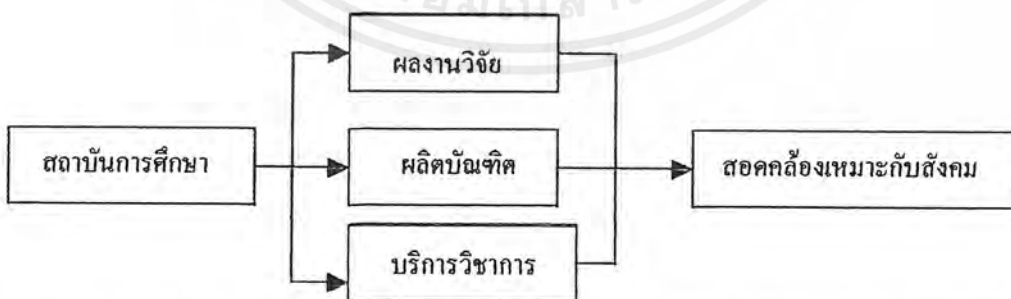 ผลงานวิจัย
สถาบันการศึกษา
ผลิตบัณฑิต
สอดคล้องเหมาะกับสังคม
บริการวิชาการ